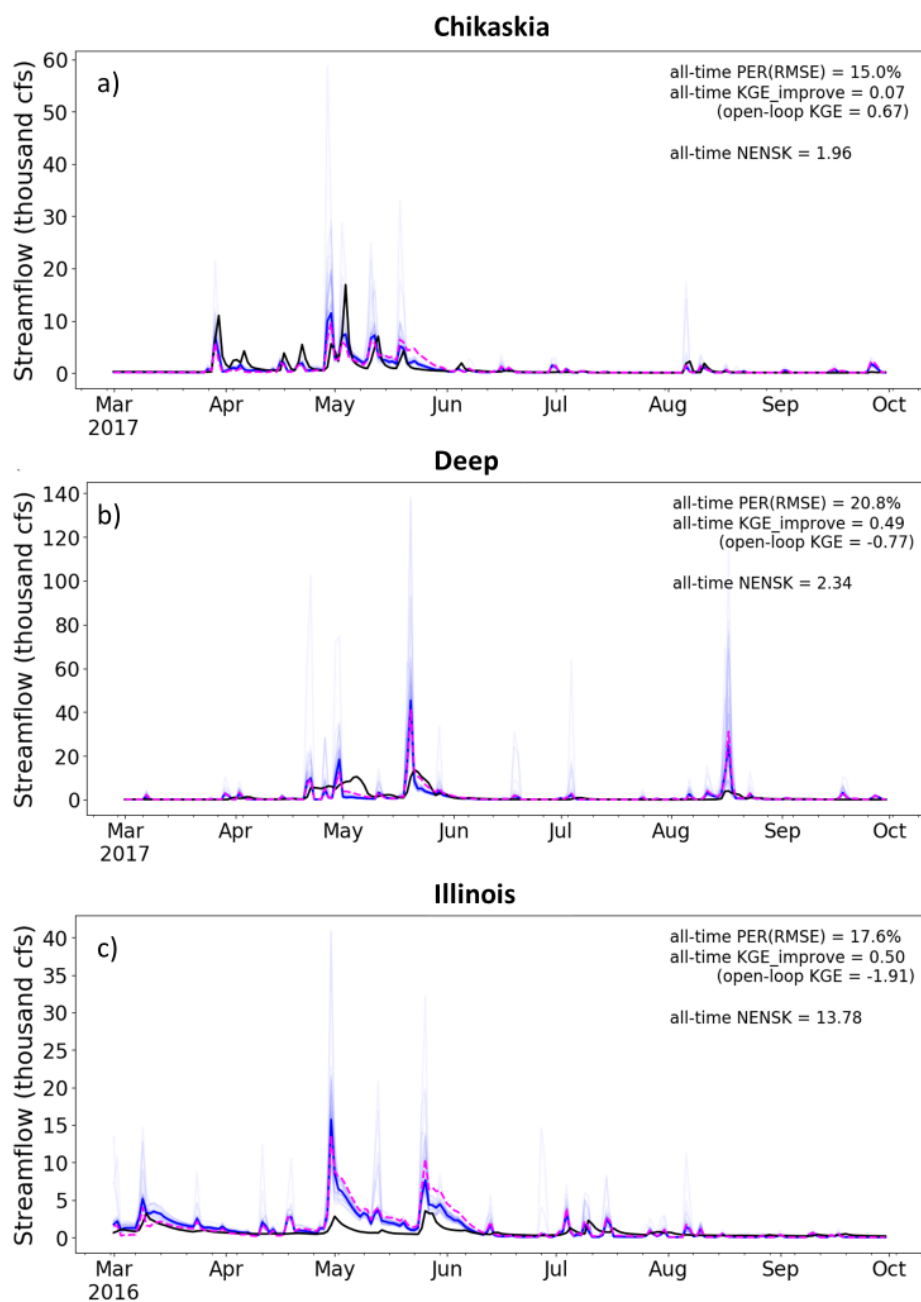 Chikaskia
a)
all-time PER(RMSE) = 15.0%
all-time KGE_improve = 0.07
(open-loop KGE = 0.67)
all-time NENSK = 1.96
Streamflow (thousand cfs)
60
50
40
30
20
10
0
Mar Apr May Jun Jul Aug Sep Oct
2017
Deep
b)
all-time PER(RMSE) = 20.8%
all-time KGE_improve = 0.49
(open-loop KGE = -0.77)
all-time NENSK = 2.34
Streamflow (thousand cfs)
140
120
100
80
60
40
20
0
Mar Apr May Jun Jul Aug Sep Oct
2017
Illinois
c)
all-time PER(RMSE) = 17.6%
all-time KGE_improve = 0.50
(open-loop KGE = -1.91)
all-time NENSK = 13.78
Streamflow (thousand cfs)
40
35
30
25
20
15
10
5
0
Mar Apr May Jun Jul Aug Sep Oct
2016